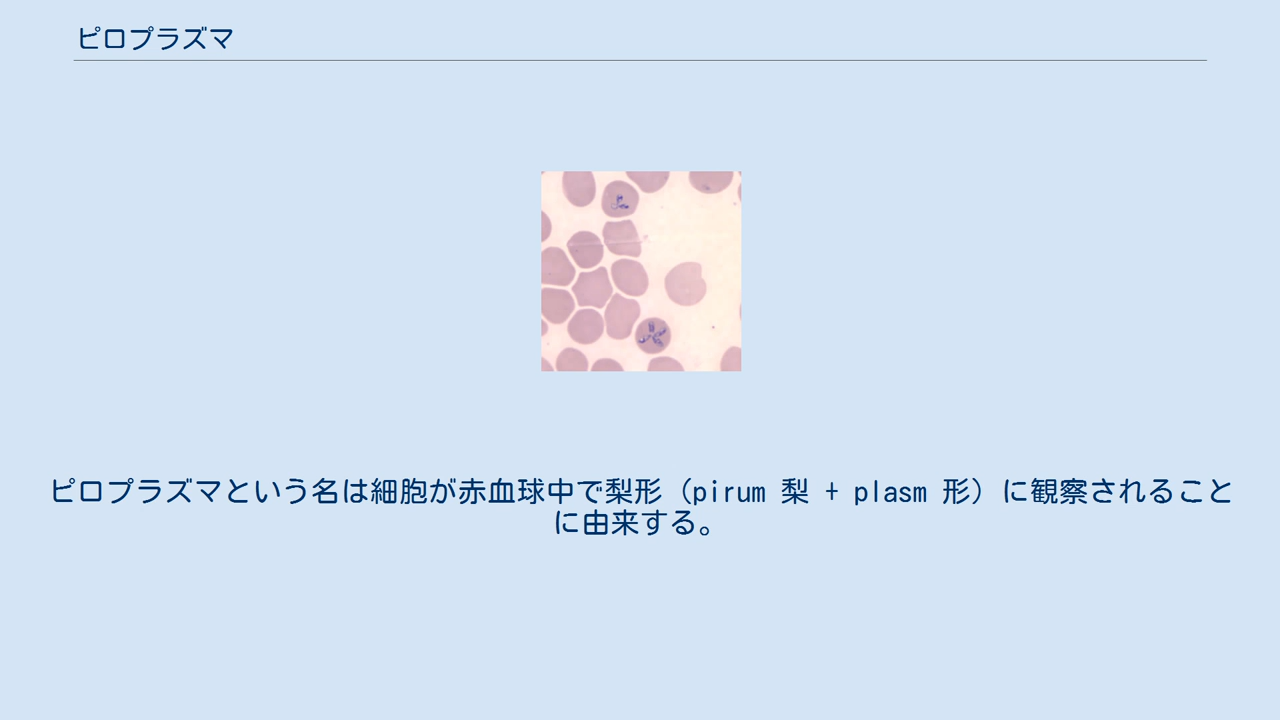 ピロプラズマ
ピロプラズマという名は細胞が赤血球中で梨形（pirum 梨 + plasm 形）に観察されること
に由来する。